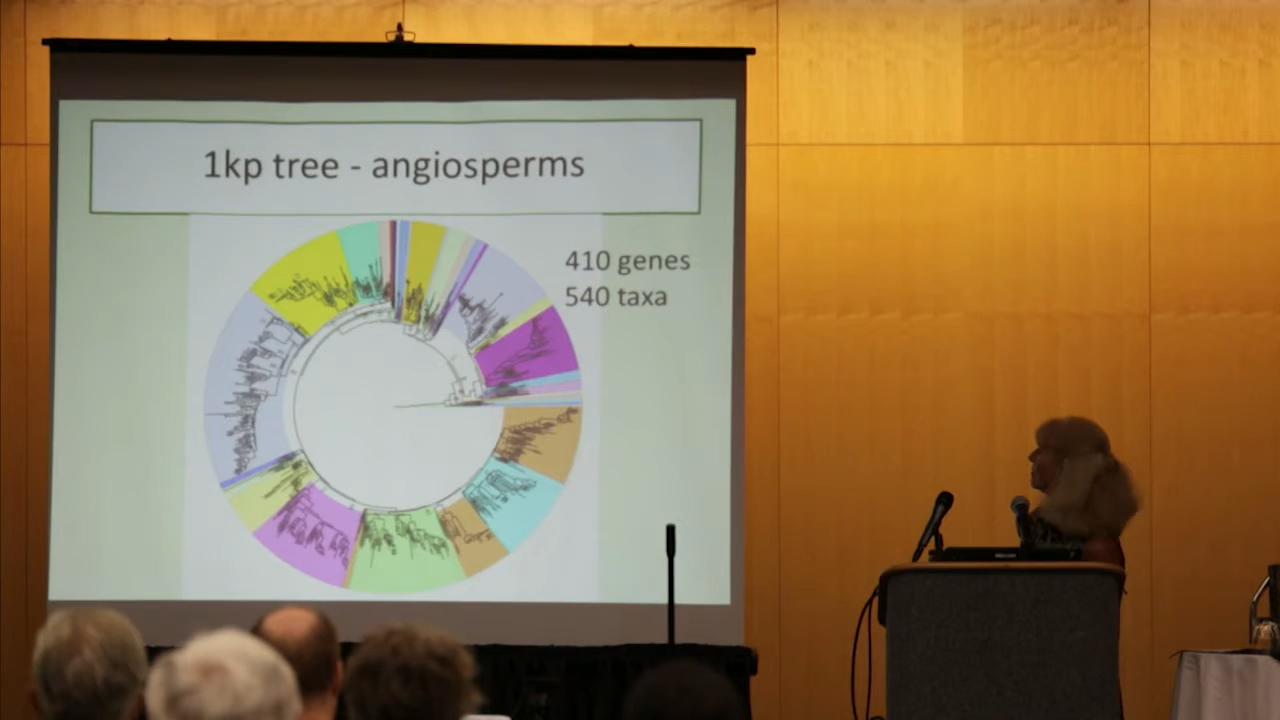 1kp tree - angiosperms
410 genes
540 taxa